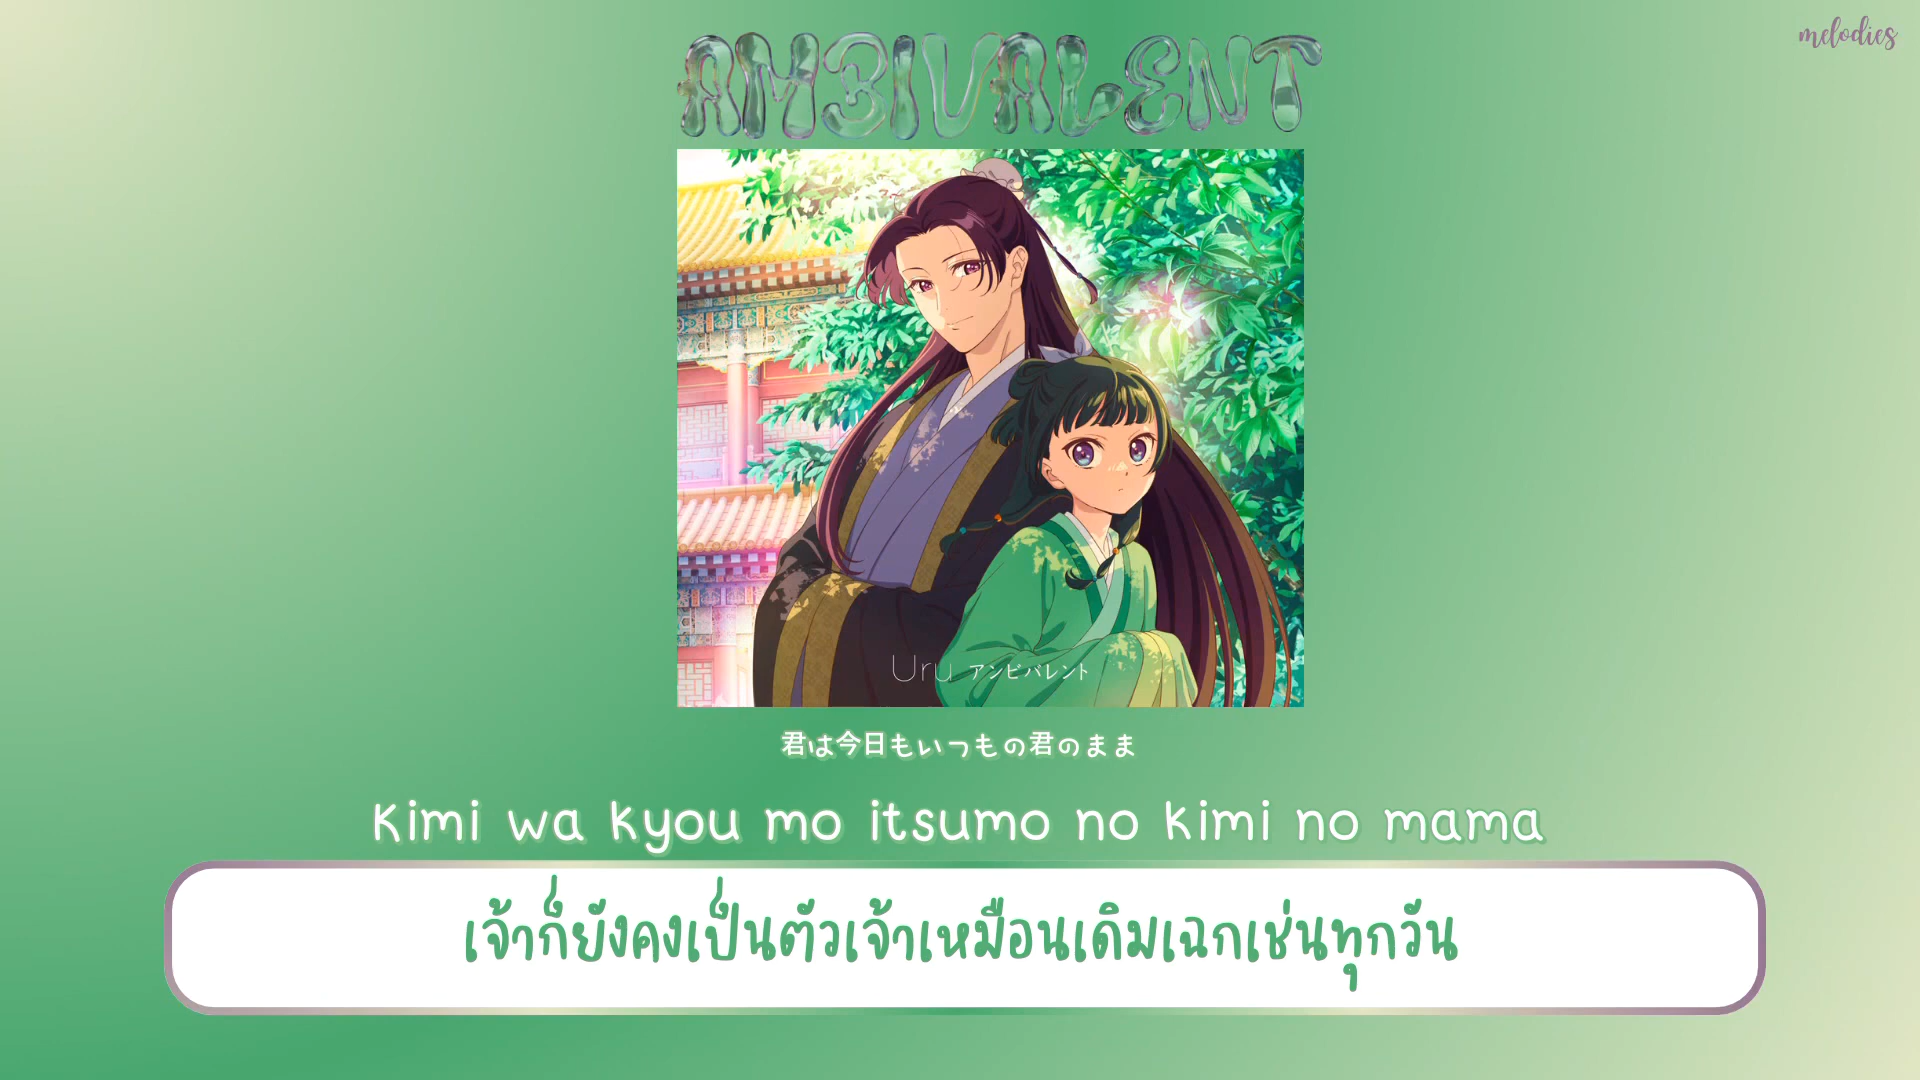 melodies
AMBIVALENT
Uru アンビバレント
君は今日もいつもの君のまま
Kimi wa kyou mo itsumo no kimi no mama
เจ้าก็ยังคงเป็นตัวเจ้าเหมือนเดิมเฉกเช่นทุกวัน